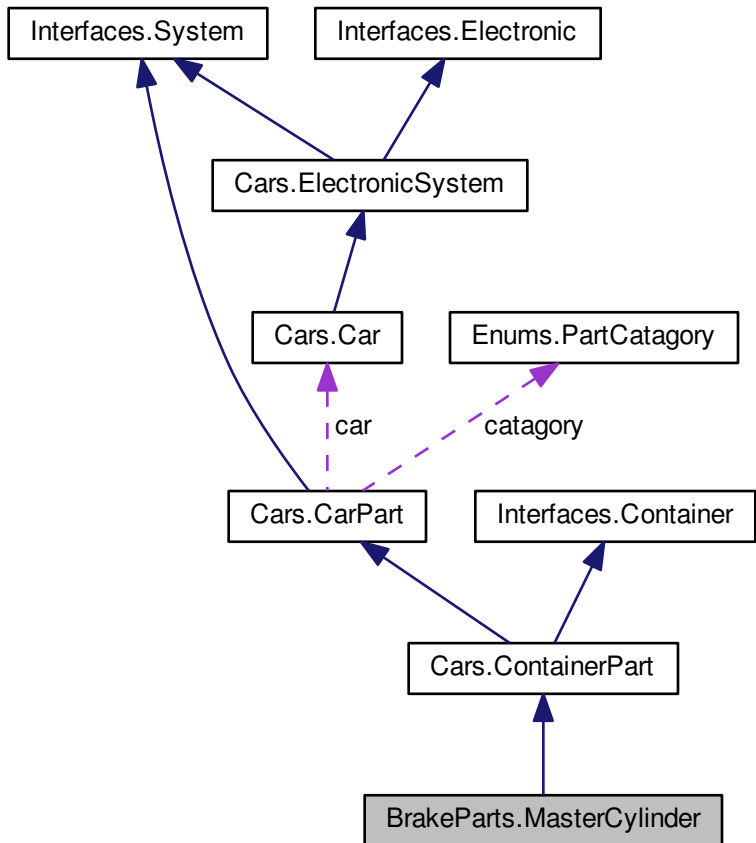 Interfaces.System
Interfaces.Electronic
Cars.ElectronicSystem
Cars.Car
Enums.PartCatagory
car
catagory
Cars.CarPart
Interfaces.Container
Cars.ContainerPart
BrakeParts.MasterCylinder